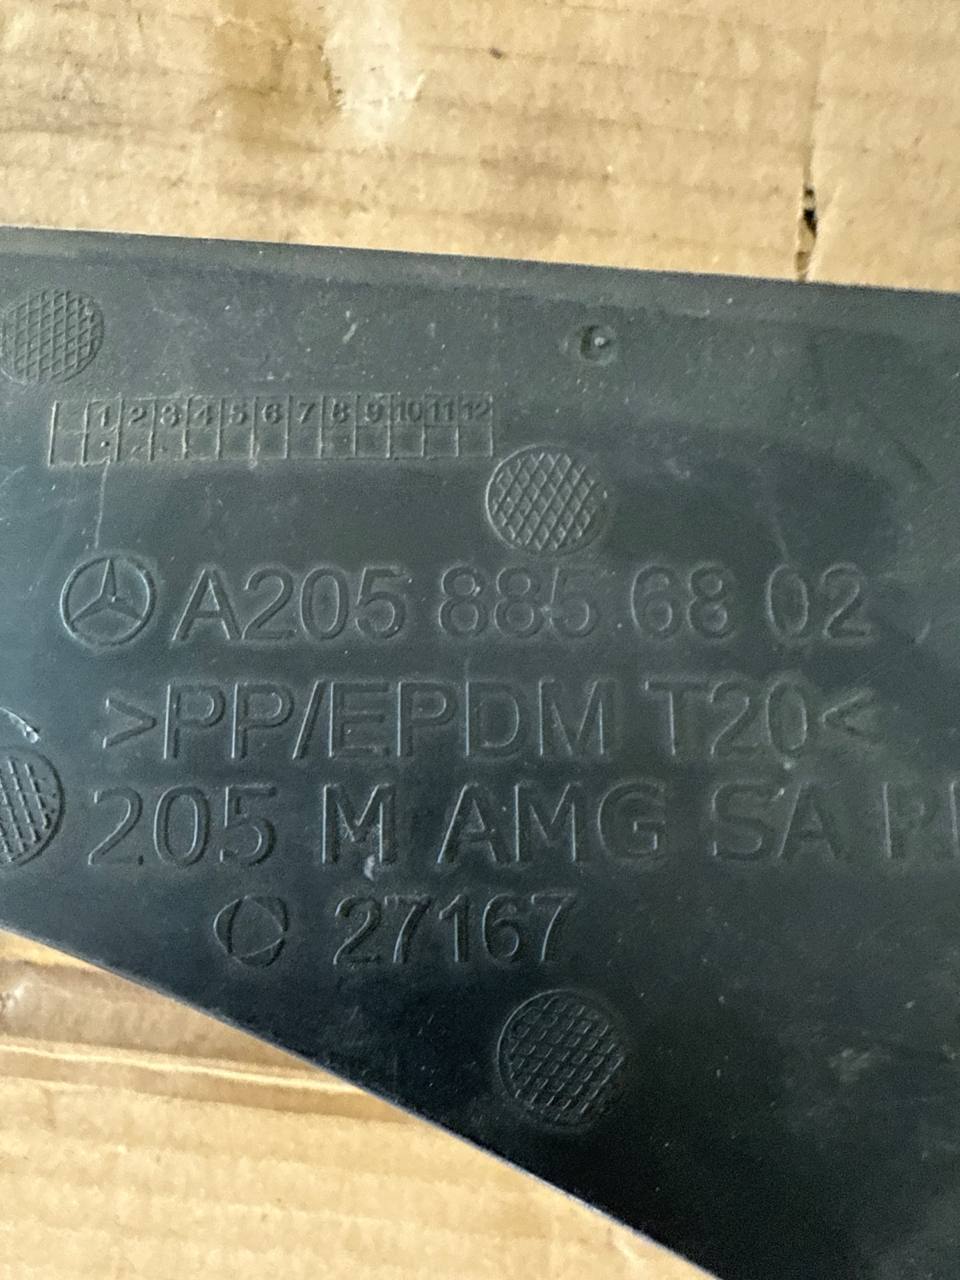 1 2 3 4 5 6 7 8 9 10 11 12
A205 885 68 02
>PP/EPDM T20<
205 M AMG SA
27167